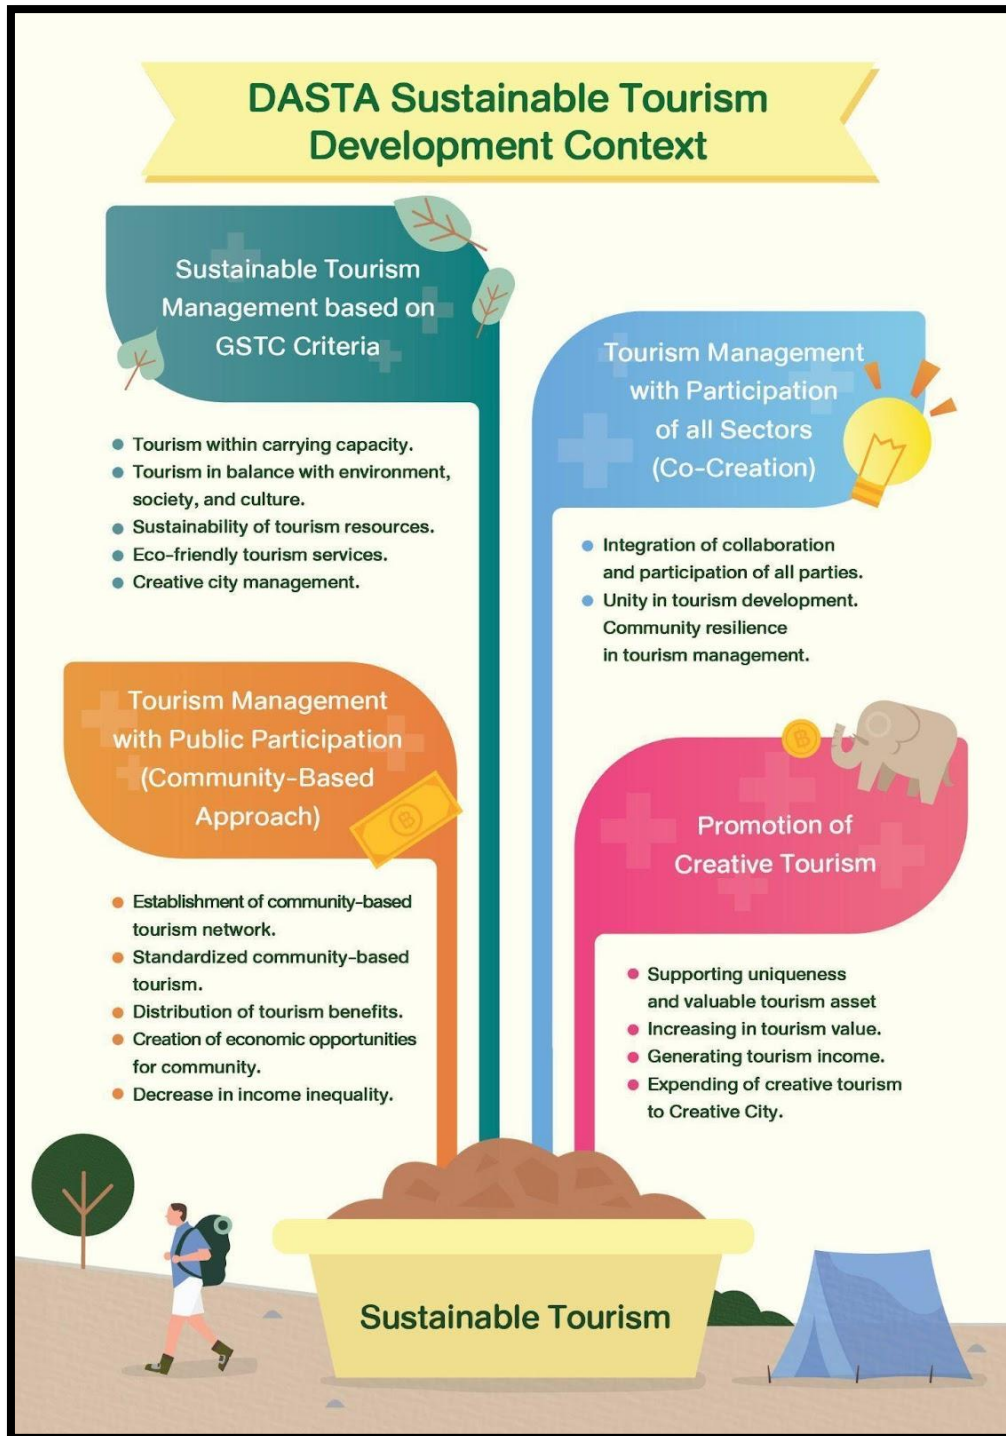 DASTA Sustainable Tourism
Development Context
Sustainable Tourism
Management based on
GSTC Criteria
● Tourism within carrying capacity.
● Tourism in balance with environment,
society, and culture.
● Sustainability of tourism resources.
● Eco-friendly tourism services.
● Creative city management.
Tourism Management
with Participation
of all Sectors
(Co-Creation)
● Integration of collaboration
and participation of all parties.
● Unity in tourism development.
Community resilience
in tourism management.
Tourism Management
with Public Participation
(Community-Based
Approach)
B
● Establishment of community-based
tourism network.
● Standardized community-based
tourism.
● Distribution of tourism benefits.
● Creation of economic opportunities
for community.
● Decrease in income inequality.
B
Promotion of
Creative Tourism
● Supporting uniqueness
and valuable tourism asset
● Increasing in tourism value.
● Generating tourism income.
● Expending of creative tourism
to Creative City.
Sustainable Tourism